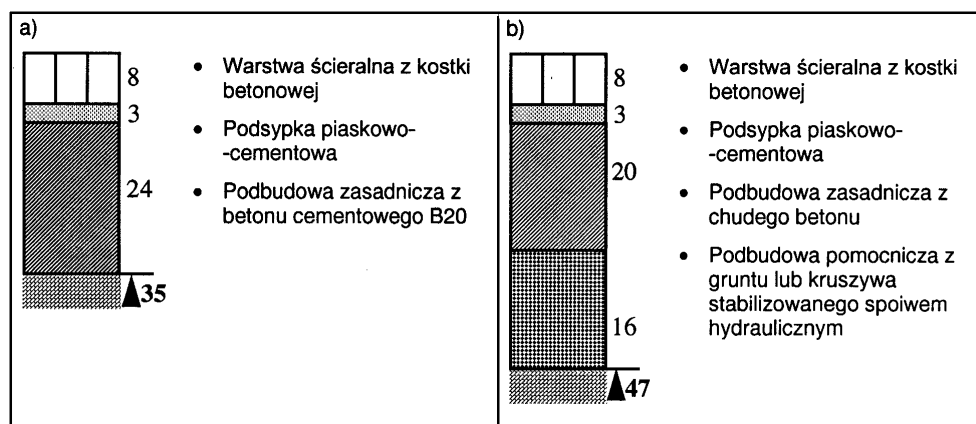 a)
8
3
24
35
• Warstwa ścieralna z kostki
betonowej
• Podsypka piaskowo-
-cementowa
• Podbudowa zasadnicza z
betonu cementowego B20
b)
8
3
20
16
47
• Warstwa ścieralna z kostki
betonowej
• Podsypka piaskowo-
-cementowa
• Podbudowa zasadnicza z
chudego betonu
• Podbudowa pomocnicza z
gruntu lub kruszywa
stabilizowanego spoiwem
hydraulicznym